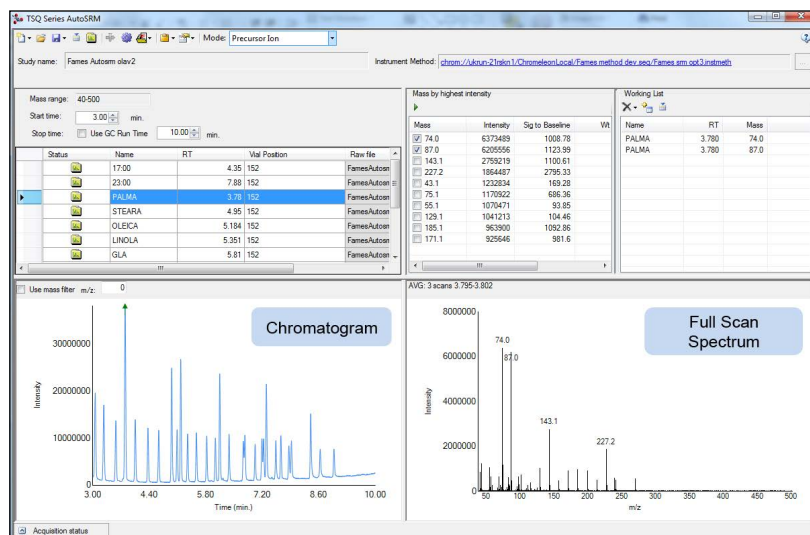 TSQ Series AutoSRM
Mode: Precursor Ion
Study name: Fames Autosrm olav2
Instrument Method: chrom://ukrun-21rskn1/ChromeleonLocal/Fames method dev.seq/Fames srm opt3.instmeth
Mass range: 40-500
Start time: 3.00 min.
Stop time: Use GC Run Time 10.00 min.
Status Name RT Vial Position Raw file
17:00 4.35 152 FamesAutosrm
23:00 7.88 152 FamesAutosrm
PALMA 3.78 152 FamesAutosrm
STEARA 4.95 152 FamesAutosrm
OLEICA 5.184 152 FamesAutosrm
LINOLA 5.351 152 FamesAutosrm
GLA 5.81 152 FamesAutosrm
Mass by highest intensity
Mass Intensity Sig to Baseline Wt
74.0 6373489 1008.78
87.0 6205556 1123.99
143.1 2759219 1100.61
227.2 1864487 2795.33
43.1 1232834 169.28
75.1 1170922 686.36
55.1 1070471 93.85
129.1 1041213 104.46
185.1 963900 1092.86
171.1 925646 981.6
Working List
Name RT Mass
PALMA 3.780 74.0
PALMA 3.780 87.0
Use mass filter m/z: 0
Chromatogram
Intensity
30000000
20000000
10000000
0
3.00 4.40 5.80 7.20 8.60 10.00
Time (min.)
AVG: 3 scans 3.795-3.802
Full Scan
Spectrum
Intensity
8000000
6000000
4000000
2000000
0
74.0
87.0
143.1
227.2
50 100 150 200 250 300 350 400 450 500
m/z
Acquisition status